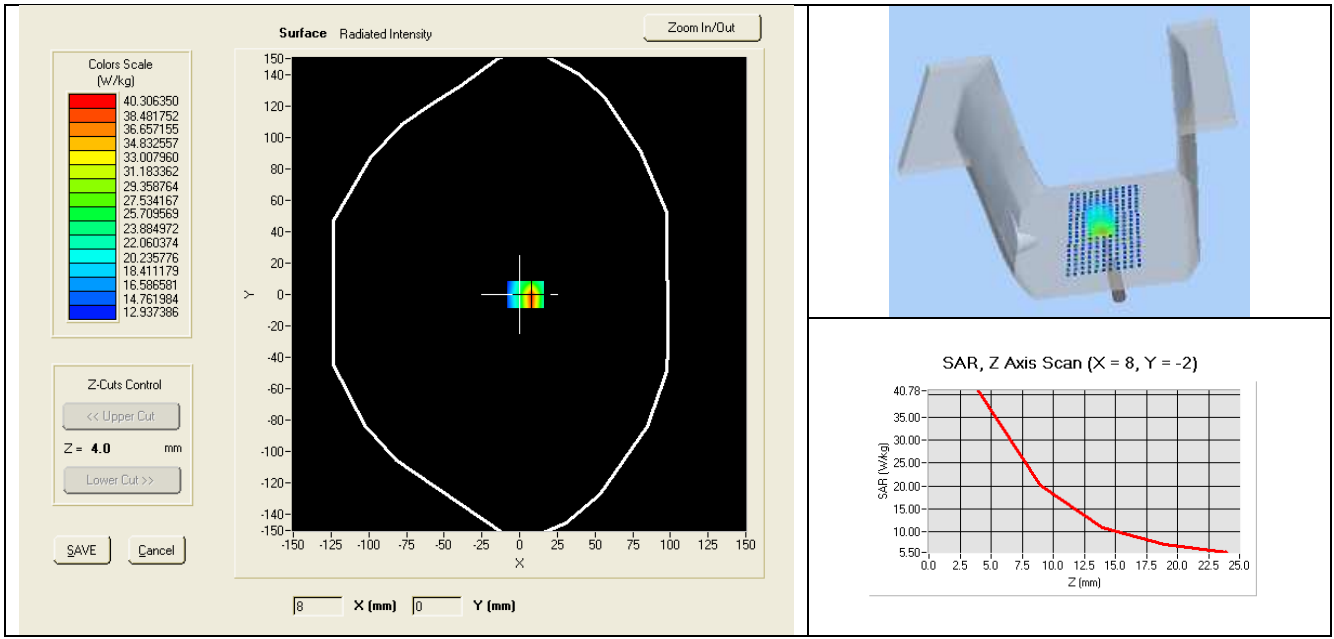 Surface Radiated Intensity
Zoom In/Out
Colors Scale
(W/kg)
40.306350
38.481752
36.657155
34.832557
33.007960
31.183362
29.358764
27.534167
25.709569
23.884972
22.060374
20.235776
18.411179
16.586581
14.761984
12.937386
Z-Cuts Control
<< Upper Cut
Z = 4.0 mm
Lower Cut >>
SAVE Cancel
150
140
120
100
80
60
40
20
0
-20
-40
-60
-80
-100
-120
-140
-150
Y
-150 -125 -100 -75 -50 -25 0 25 50 75 100 125 150
X
8 X (mm) 0 Y (mm)
SAR, Z Axis Scan (X = 8, Y = -2)
40.78
35.00
30.00
25.00
20.00
15.00
10.00
5.50
SAR (W/kg)
0.0 2.5 5.0 7.5 10.0 12.5 15.0 17.5 20.0 22.5 25.0
Z (mm)